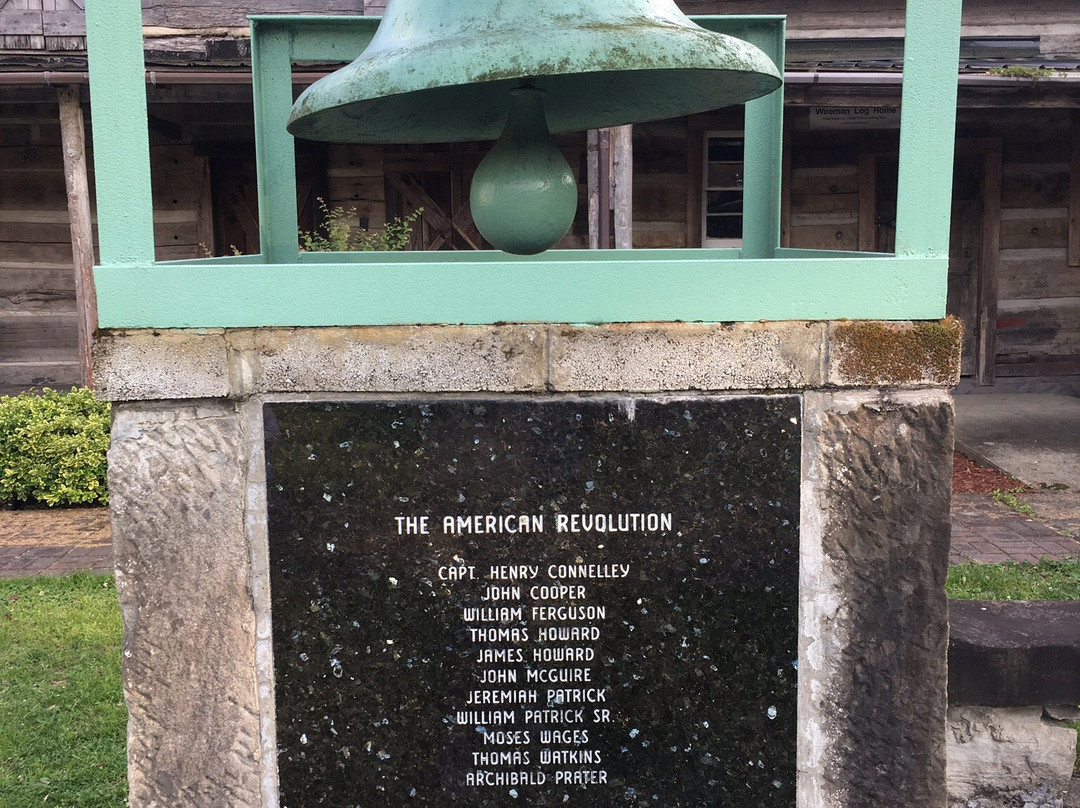 Wireman Log Home
THE AMERICAN REVOLUTION
CAPT. HENRY CONNELLEY
JOHN COOPER
WILLIAM FERGUSON
THOMAS HOWARD
JAMES HOWARD
JOHN MCGUIRE
JEREMIAH PATRICK
WILLIAM PATRICK SR.
MOSES WAGES
THOMAS WATKINS
ARCHIBALD PRATER